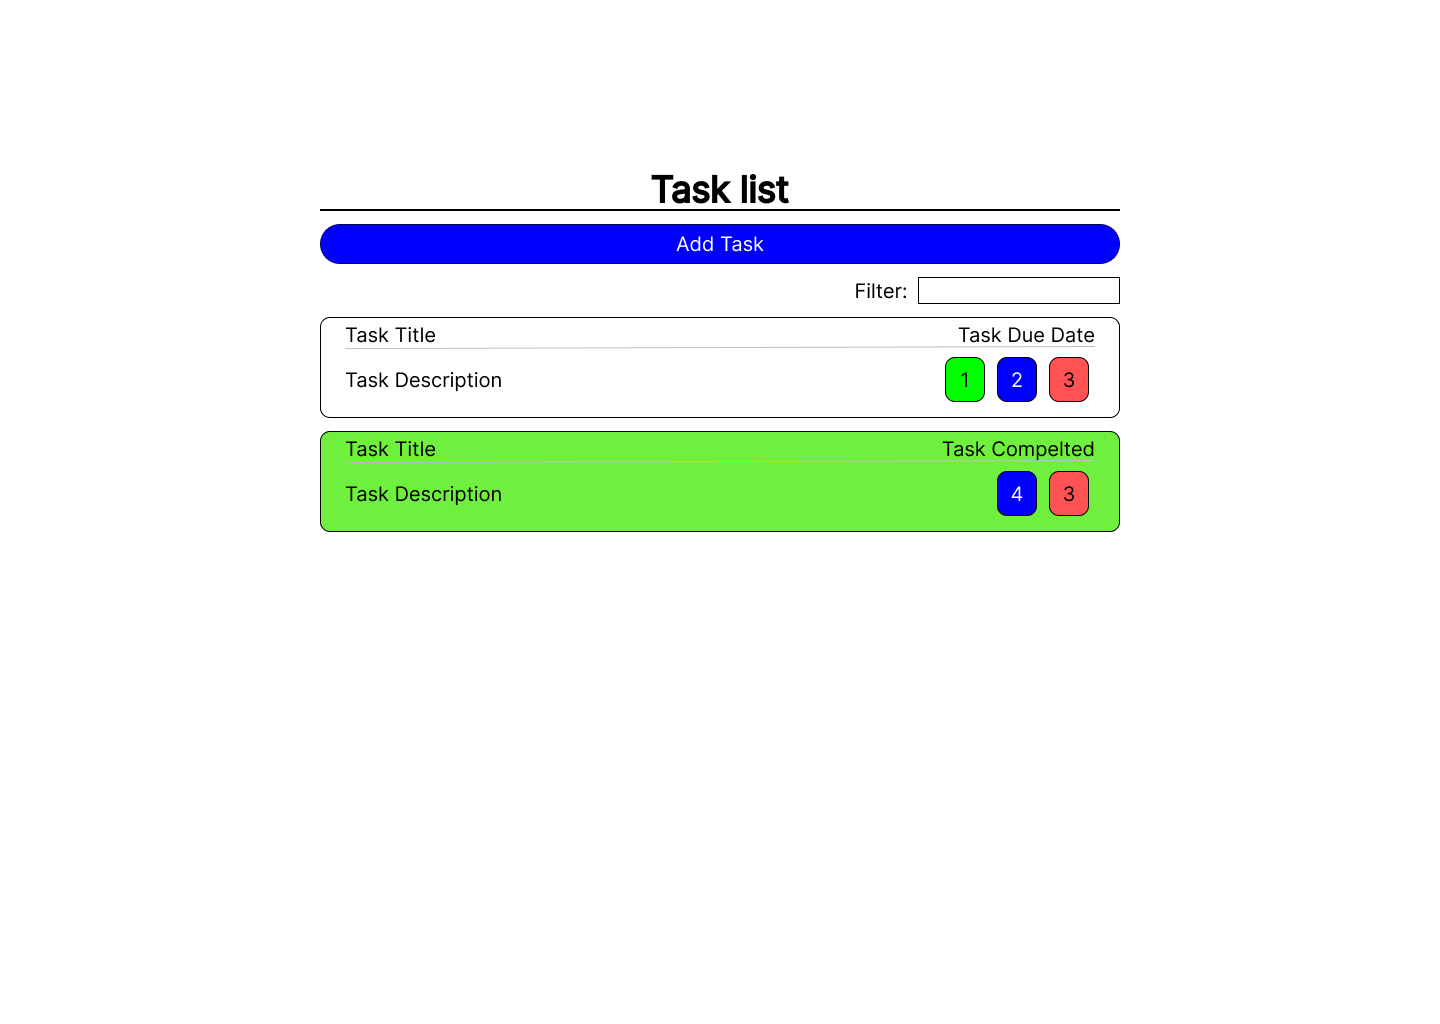 Task list
Add Task
Filter:
Task Title Task Due Date
Task Description 1 2 3
Task Title Task Compelted
Task Description 4 3